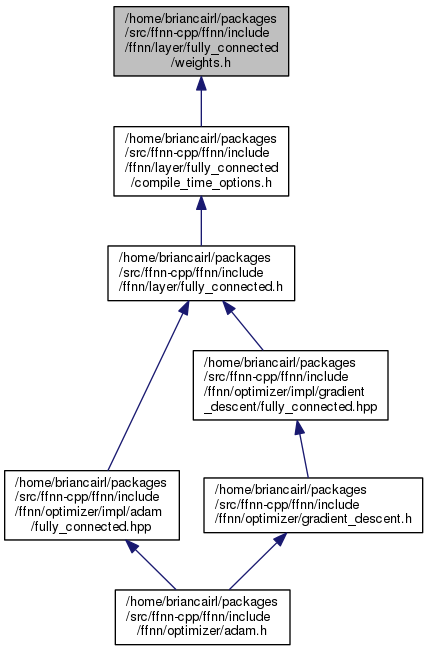 /home/briancairl/packages
/src/ffnn-cpp/ffnn/include
/ffnn/layer/fully_connected
/weights.h
/home/briancairl/packages
/src/ffnn-cpp/ffnn/include
/ffnn/layer/fully_connected
/compile_time_options.h
/home/briancairl/packages
/src/ffnn-cpp/ffnn/include
/ffnn/layer/fully_connected.h
/home/briancairl/packages
/src/ffnn-cpp/ffnn/include
/ffnn/optimizer/impl/gradient
_descent/fully_connected.hpp
/home/briancairl/packages
/src/ffnn-cpp/ffnn/include
/ffnn/optimizer/impl/adam
/fully_connected.hpp
/home/briancairl/packages
/src/ffnn-cpp/ffnn/include
/ffnn/optimizer/gradient_descent.h
/home/briancairl/packages
/src/ffnn-cpp/ffnn/include
/ffnn/optimizer/adam.h